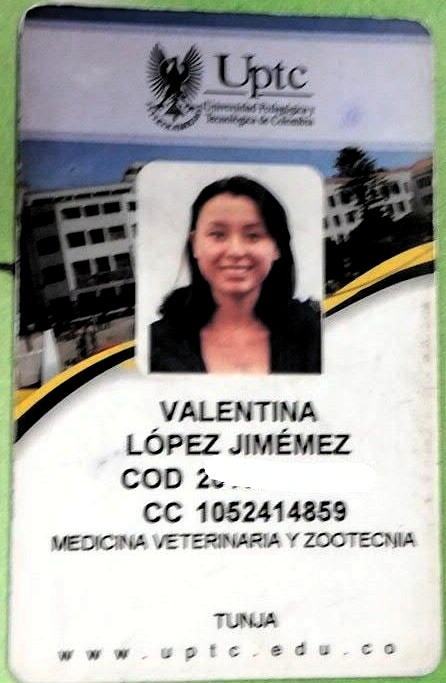 Uptc
Universidad Pedagógica y
Tecnológica de Colombia
VALENTINA
LÓPEZ JIMÉMEZ
COD
CC 1052414859
MEDICINA VETERINARIA Y ZOOTECNIA
TUNJA
www.uptc.edu.co